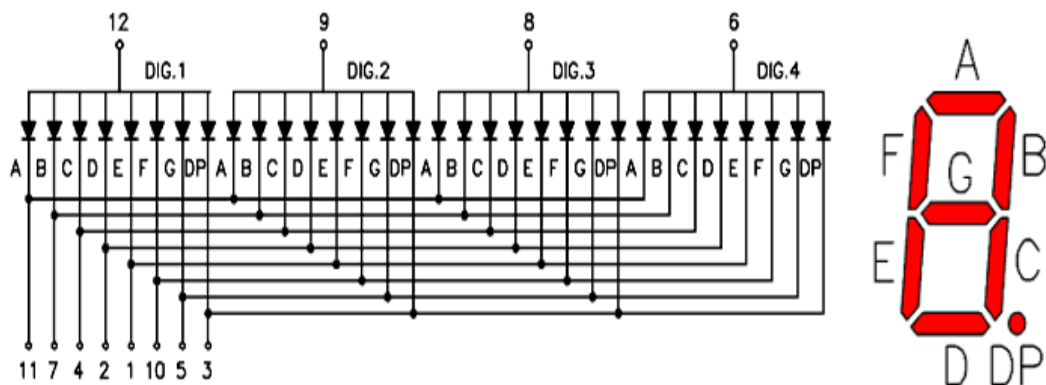 12 9 8 6
DIG.1 DIG.2 DIG.3 DIG.4
A B C D E F G DP A B C D E F G DP A B C D E F G DP A B C D E F G DP
11 7 4 2 1 10 5 3
A
F B
G
E C
D DP